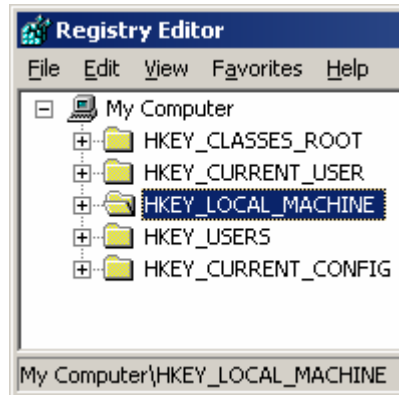 Registry Editor
File Edit View Favorites Help
My Computer
HKEY_CLASSES_ROOT
HKEY_CURRENT_USER
HKEY_LOCAL_MACHINE
HKEY_USERS
HKEY_CURRENT_CONFIG
My Computer\HKEY_LOCAL_MACHINE